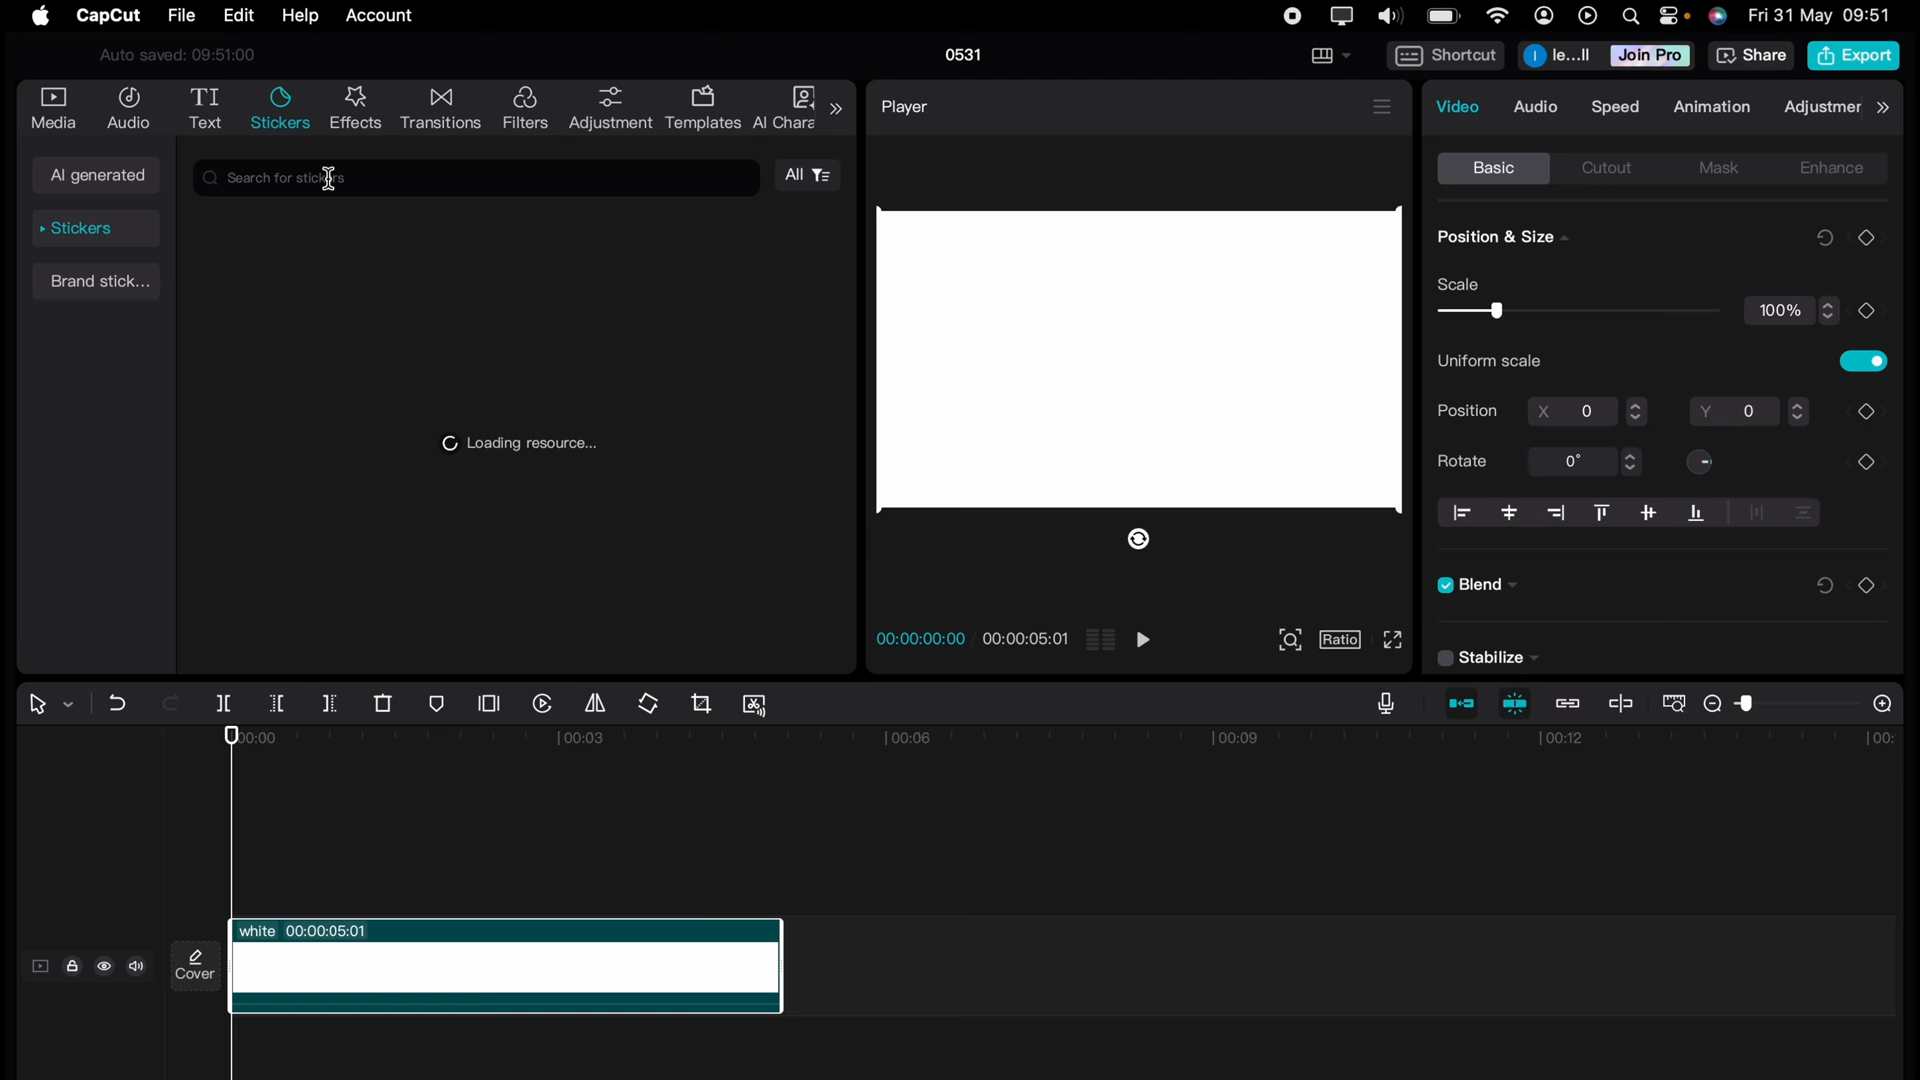 CapCut File Edit Help Account Fri 31 May 09:51
Auto saved: 09:51:00 0531 Shortcut I le...ll Join Pro Share Export
Media Audio TI Text Stickers Effects Transitions Filters Adjustment Templates AI Chara
Player
Video Audio Speed Animation Adjustmer
AI generated
Stickers
Brand stick...
Search for stickers
All
Loading resource...
00:00:00:00 00:00:05:01 Ratio
Basic Cutout Mask Enhance
Position & Size
Scale
100%
Uniform scale
Position X 0 Y 0
Rotate 0°
Blend
Stabilize
00:00 00:03 00:06 00:09 00:12 00:
Cover
white 00:00:05:01